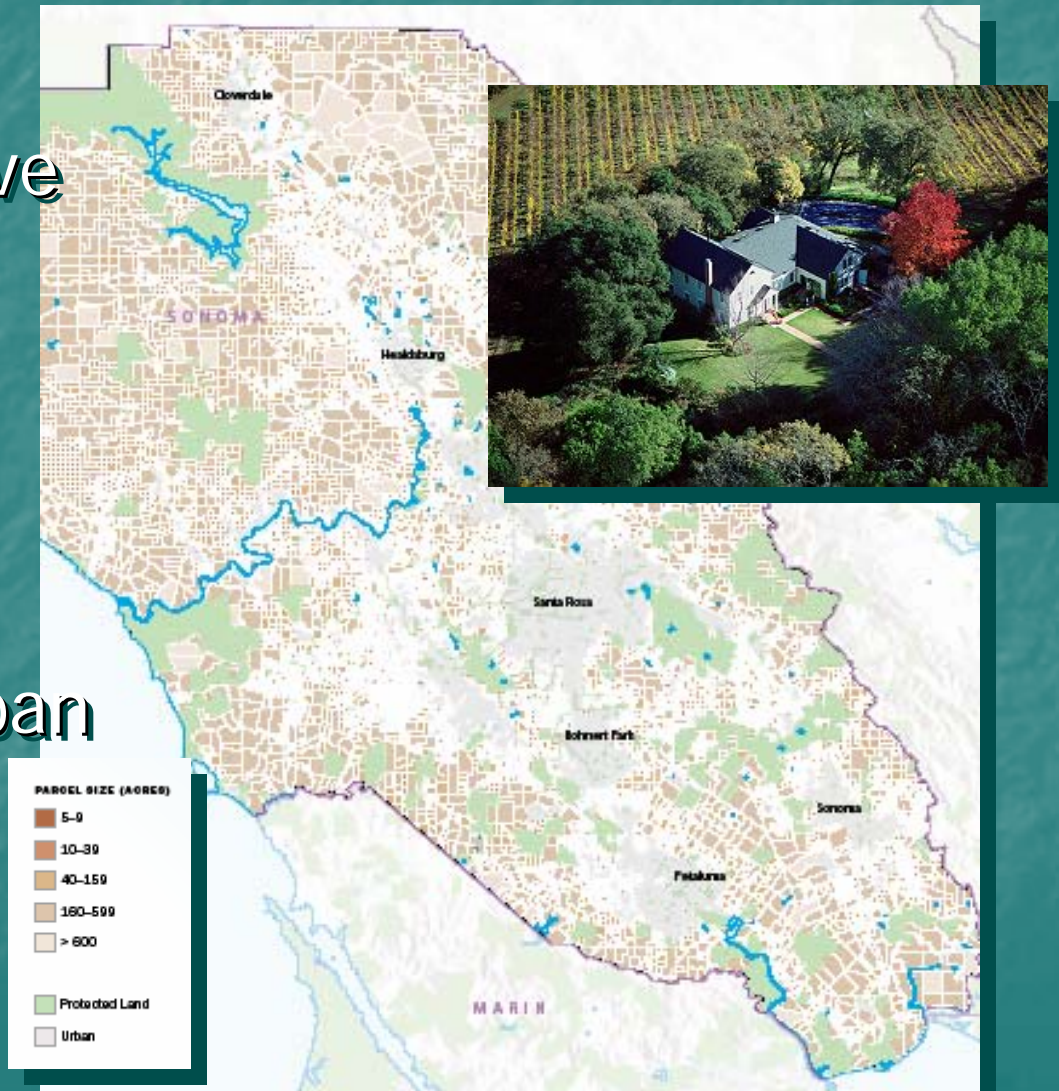 ve
Cloverdale
SONOMA
Healdsburg
Santa Rosa
ban
Rohnert Park
PARCEL SIZE (ACRES)
5–9
10–39
40–159
160–599
> 600
Protected Land
Urban
Sonoma
Petaluma
MARIN